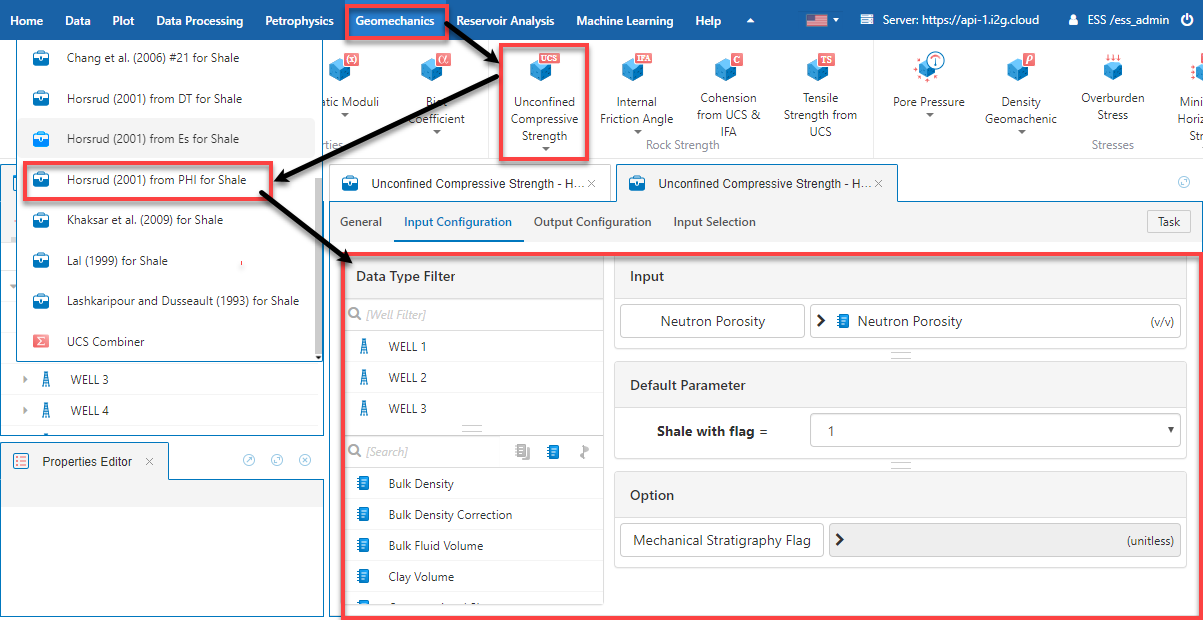 Home Data Plot Data Processing Petrophysics Geomechanics Reservoir Analysis Machine Learning Help Server: https://api-1.i2g.cloud ESS /ess_admin
Chang et al. (2006) #21 for Shale
Horsrud (2001) from DT for Shale
Horsrud (2001) from Es for Shale
Horsrud (2001) from PHI for Shale
Khaksar et al. (2009) for Shale
Lal (1999) for Shale
Lashkaripour and Dusseault (1993) for Shale
UCS Combiner
WELL 3
WELL 4
Properties Editor
(x)
atic Moduli
α
Coefficient
UCS
Unconfined
Compressive
Strength
IFA
Internal
Friction Angle
C
Cohension
from UCS &
IFA
TS
Tensile
Strength from
UCS
Rock Strength
Pore Pressure
ρ
Density
Geomachenic
Overburden
Stress
Stresses
Mini
Horiz
Str
rties
Unconfined Compressive Strength - H...
Unconfined Compressive Strength - H...
General Input Configuration Output Configuration Input Selection Task
Data Type Filter
[Well Filter]
WELL 1
WELL 2
WELL 3
[Search]
Bulk Density
Bulk Density Correction
Bulk Fluid Volume
Clay Volume
Input
Neutron Porosity Neutron Porosity (v/v)
Default Parameter
Shale with flag = 1
Option
Mechanical Stratigraphy Flag (unitless)